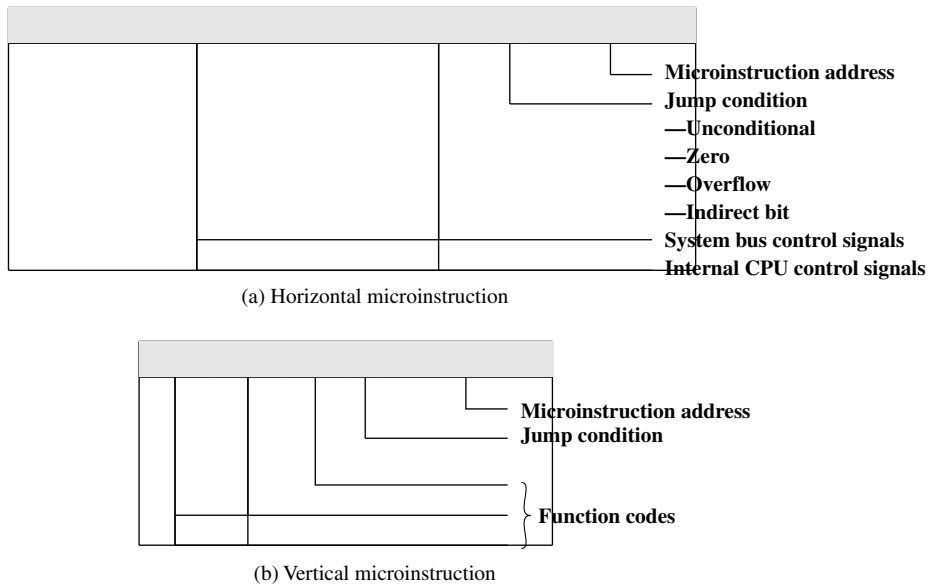 Microinstruction address
Jump condition
—Unconditional
—Zero
—Overflow
—Indirect bit
System bus control signals
Internal CPU control signals
(a) Horizontal microinstruction
Microinstruction address
Jump condition
Function codes
(b) Vertical microinstruction